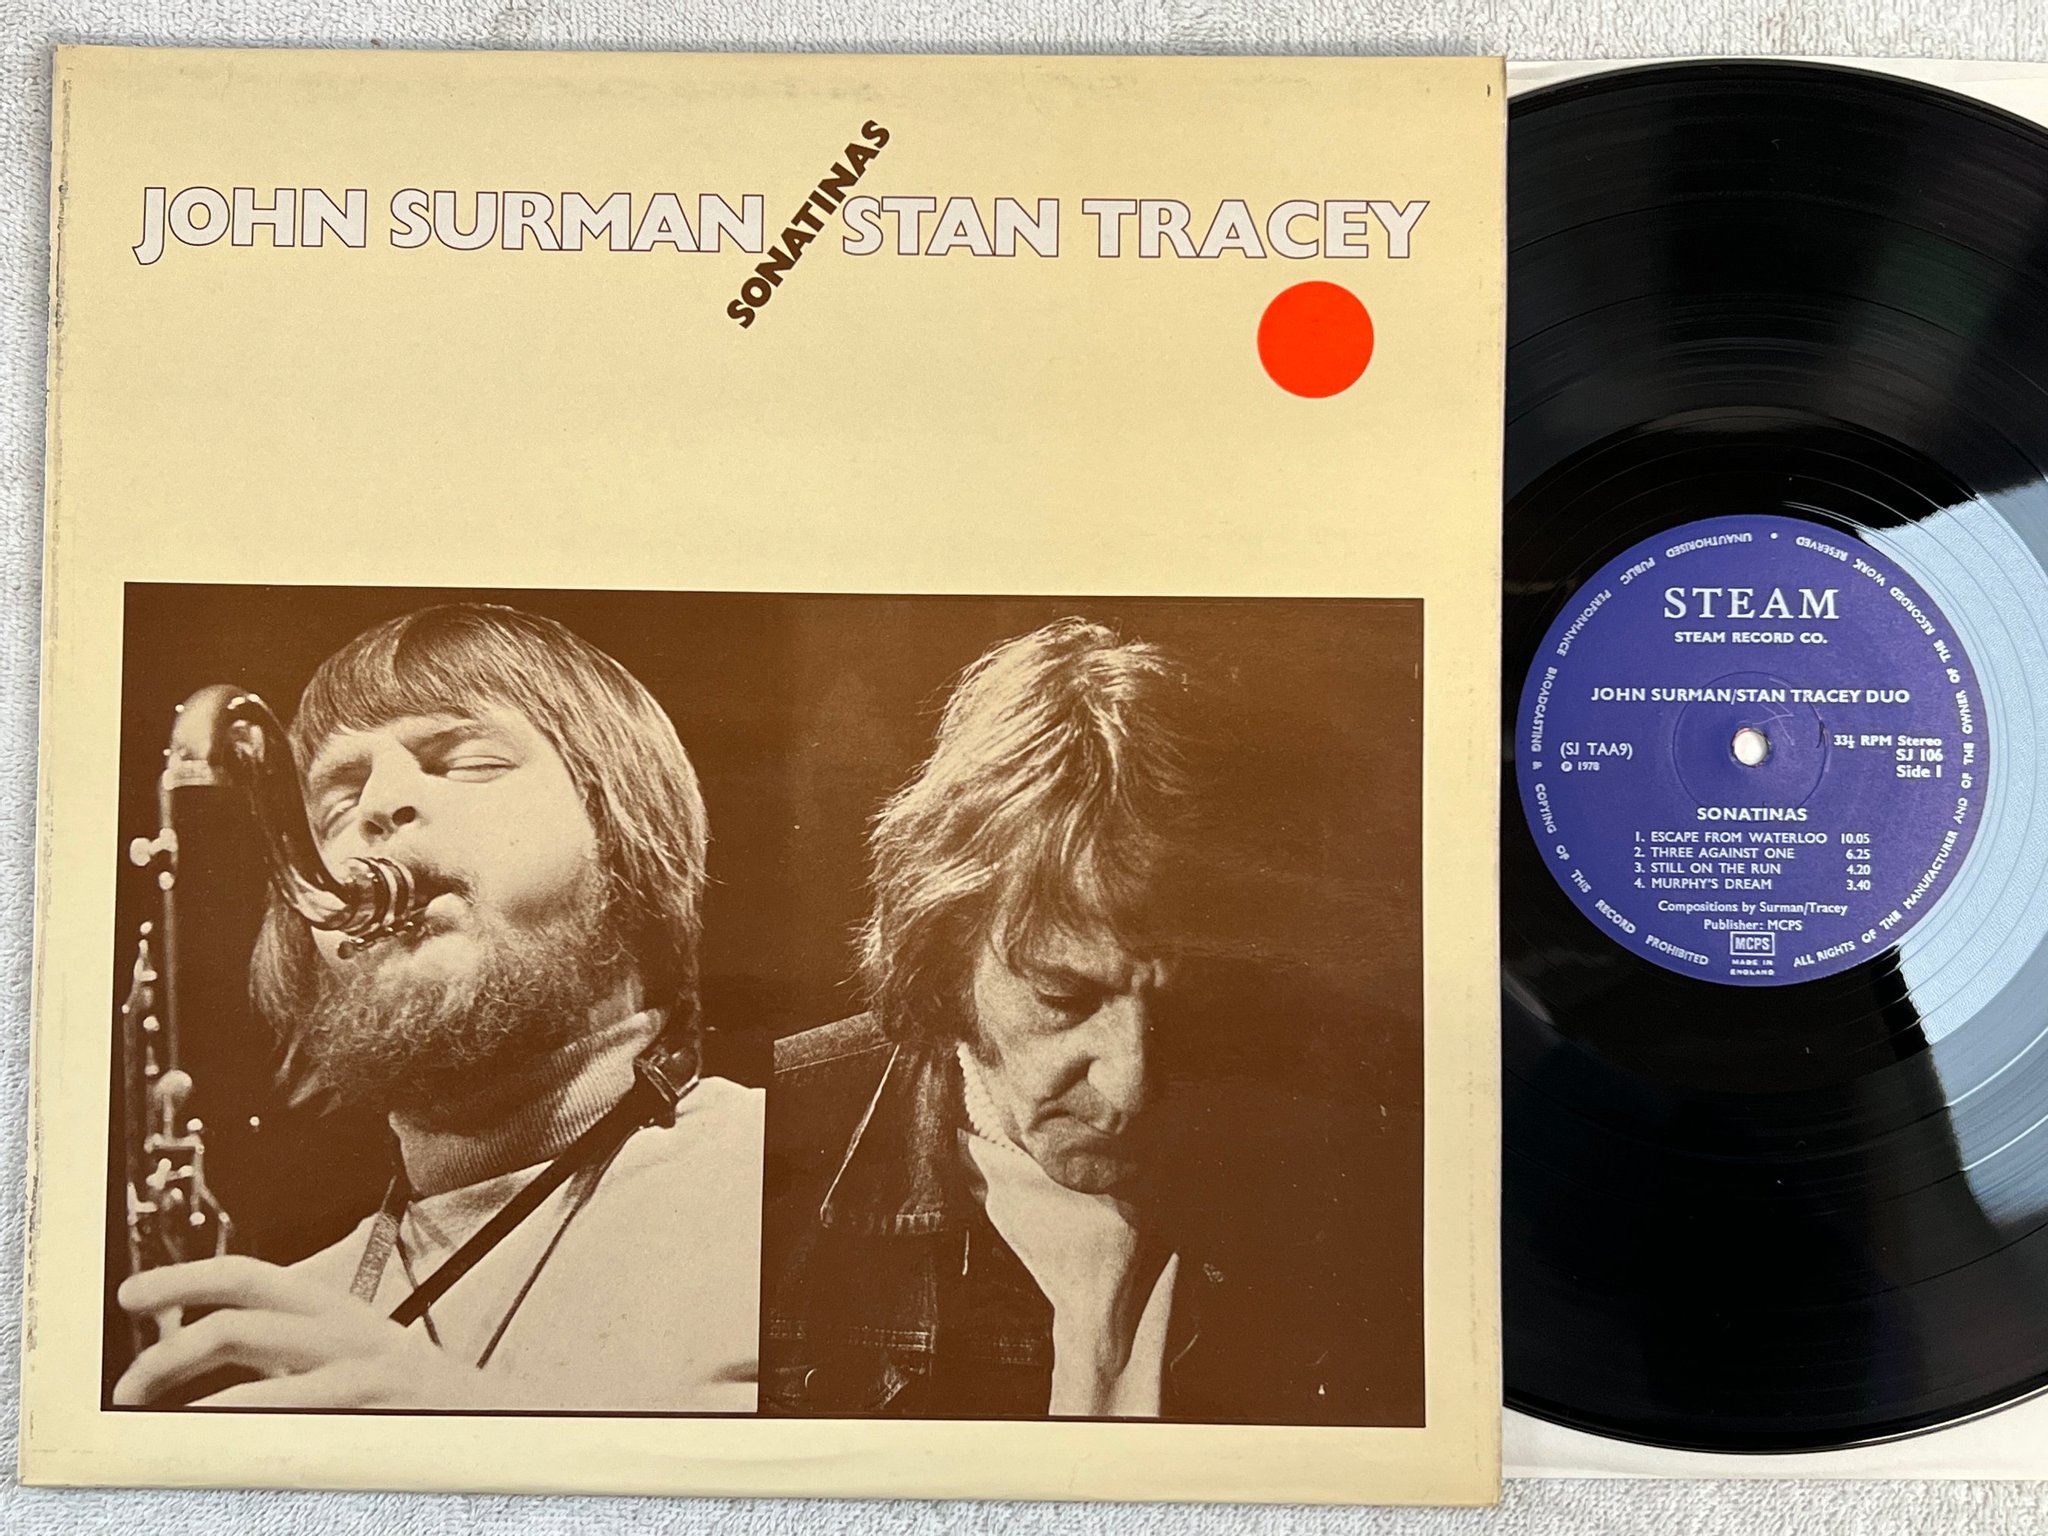 JOHN SURMAN
SONATINAS
STAN TRACEY
STEAM
STEAM RECORD CO.
JOHN SURMAN/STAN TRACEY DUO
(SJ TAA9)
℗ 1978
33⅓ RPM Stereo
SJ 106
Side 1
SONATINAS
1. ESCAPE FROM WATERLOO 10.05
2. THREE AGAINST ONE 6.25
3. STILL ON THE RUN 4.20
4. MURPHY'S DREAM 3.40
Compositions by Surman/Tracey
Publisher: MCPS
MCPS
MADE IN
ENGLAND
ALL RIGHTS OF THE MANUFACTURER AND OF THE OWNER OF THE RECORDED WORK RESERVED • UNAUTHORISED PUBLIC PERFORMANCE BROADCASTING & COPYING OF THIS RECORD PROHIBITED